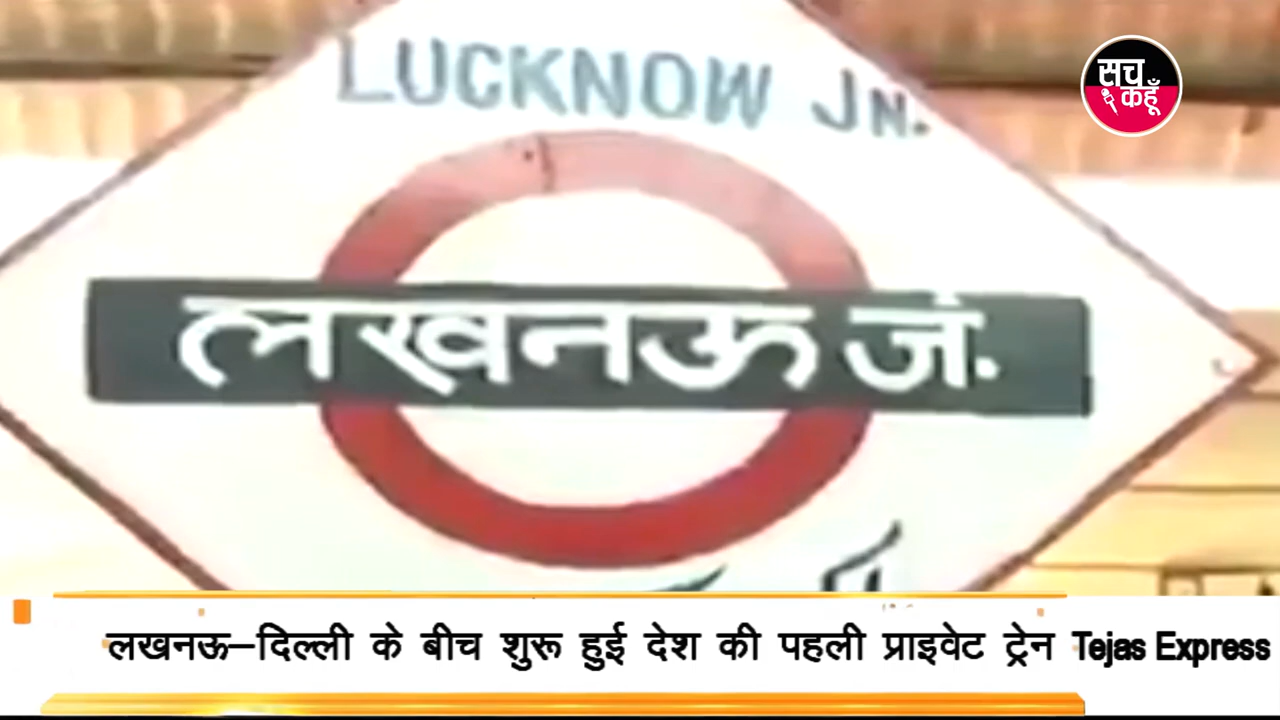 LUCKNOW JN.
सच
कहूँ
लखनऊ जं.
लखनऊ–दिल्ली के बीच शुरू हुई देश की पहली प्राइवेट ट्रेन Tejas Express